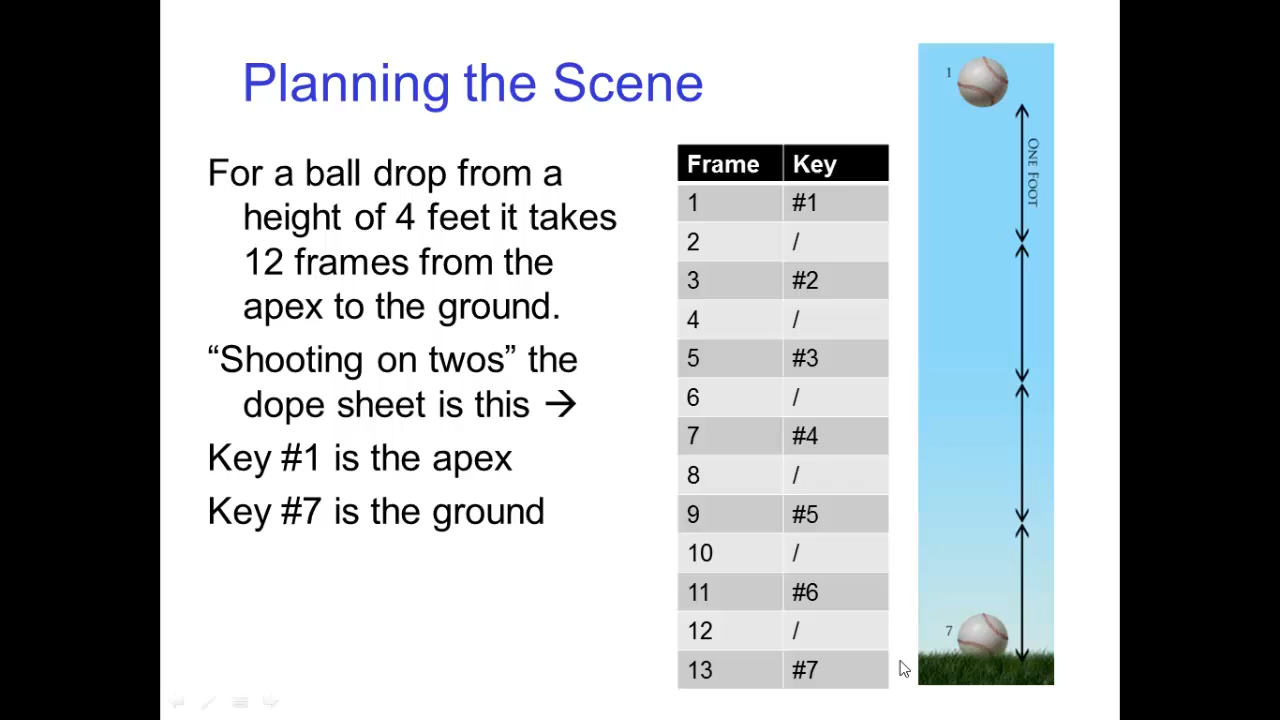 Planning the Scene
For a ball drop from a
height of 4 feet it takes
12 frames from the
apex to the ground.
“Shooting on twos” the
dope sheet is this →
Key #1 is the apex
Key #7 is the ground
Frame Key
1 #1
2 /
3 #2
4 /
5 #3
6 /
7 #4
8 /
9 #5
10 /
11 #6
12 /
13 #7
1
ONE FOOT
7